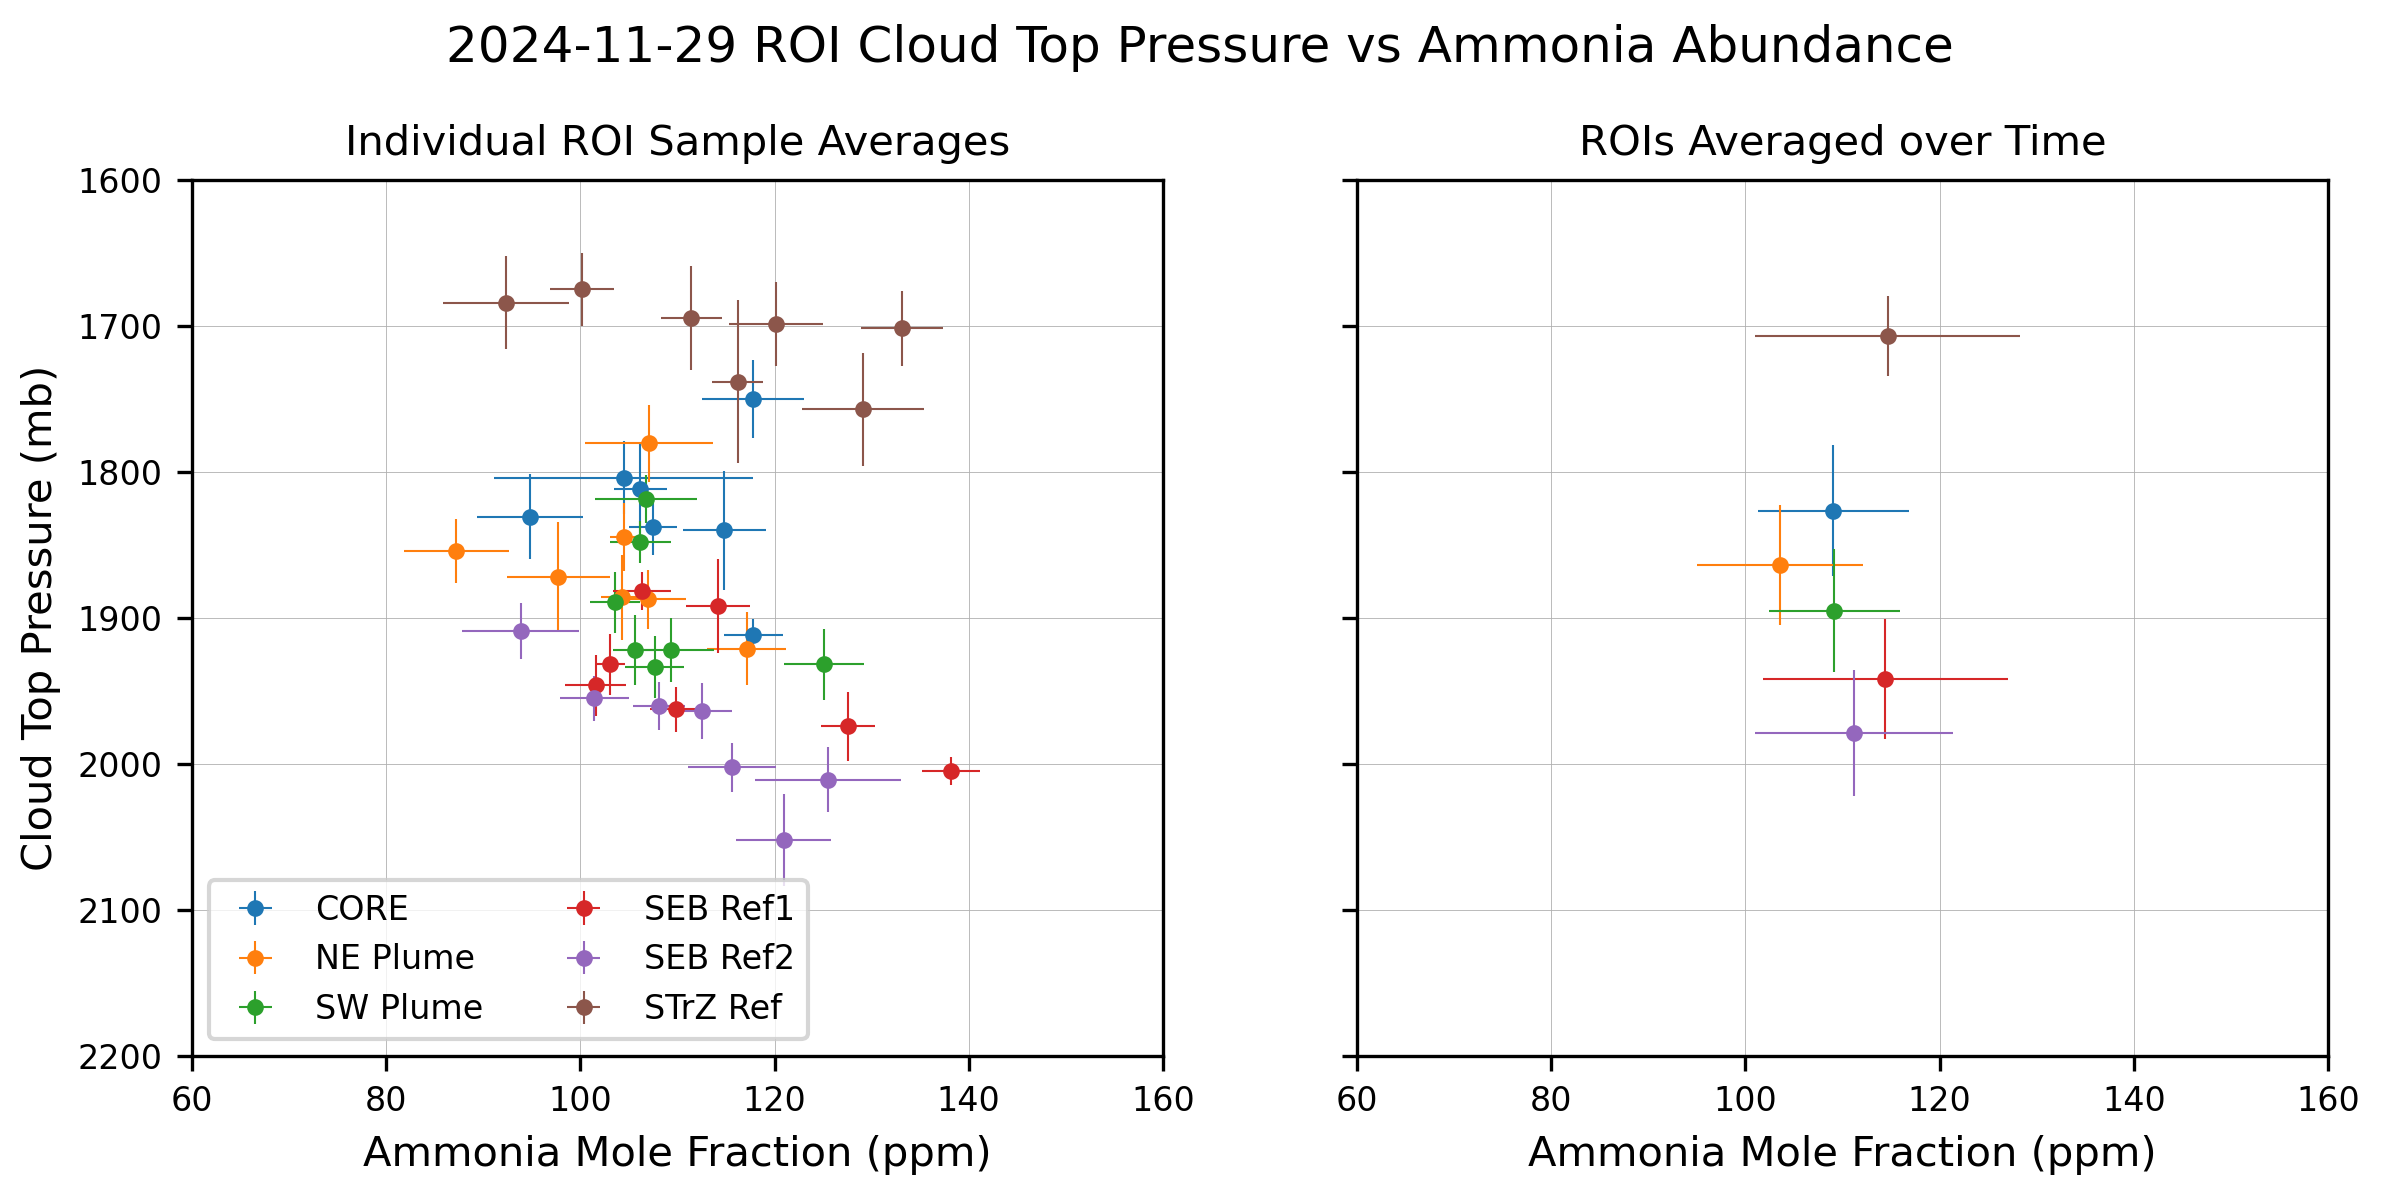 2024-11-29 ROI Cloud Top Pressure vs Ammonia Abundance
Individual ROI Sample Averages
ROIs Averaged over Time
Cloud Top Pressure (mb)
1600
1700
1800
1900
2000
2100
2200
CORE
NE Plume
SW Plume
SEB Ref1
SEB Ref2
STrZ Ref
60 80 100 120 140 160
60 80 100 120 140 160
Ammonia Mole Fraction (ppm)
Ammonia Mole Fraction (ppm)